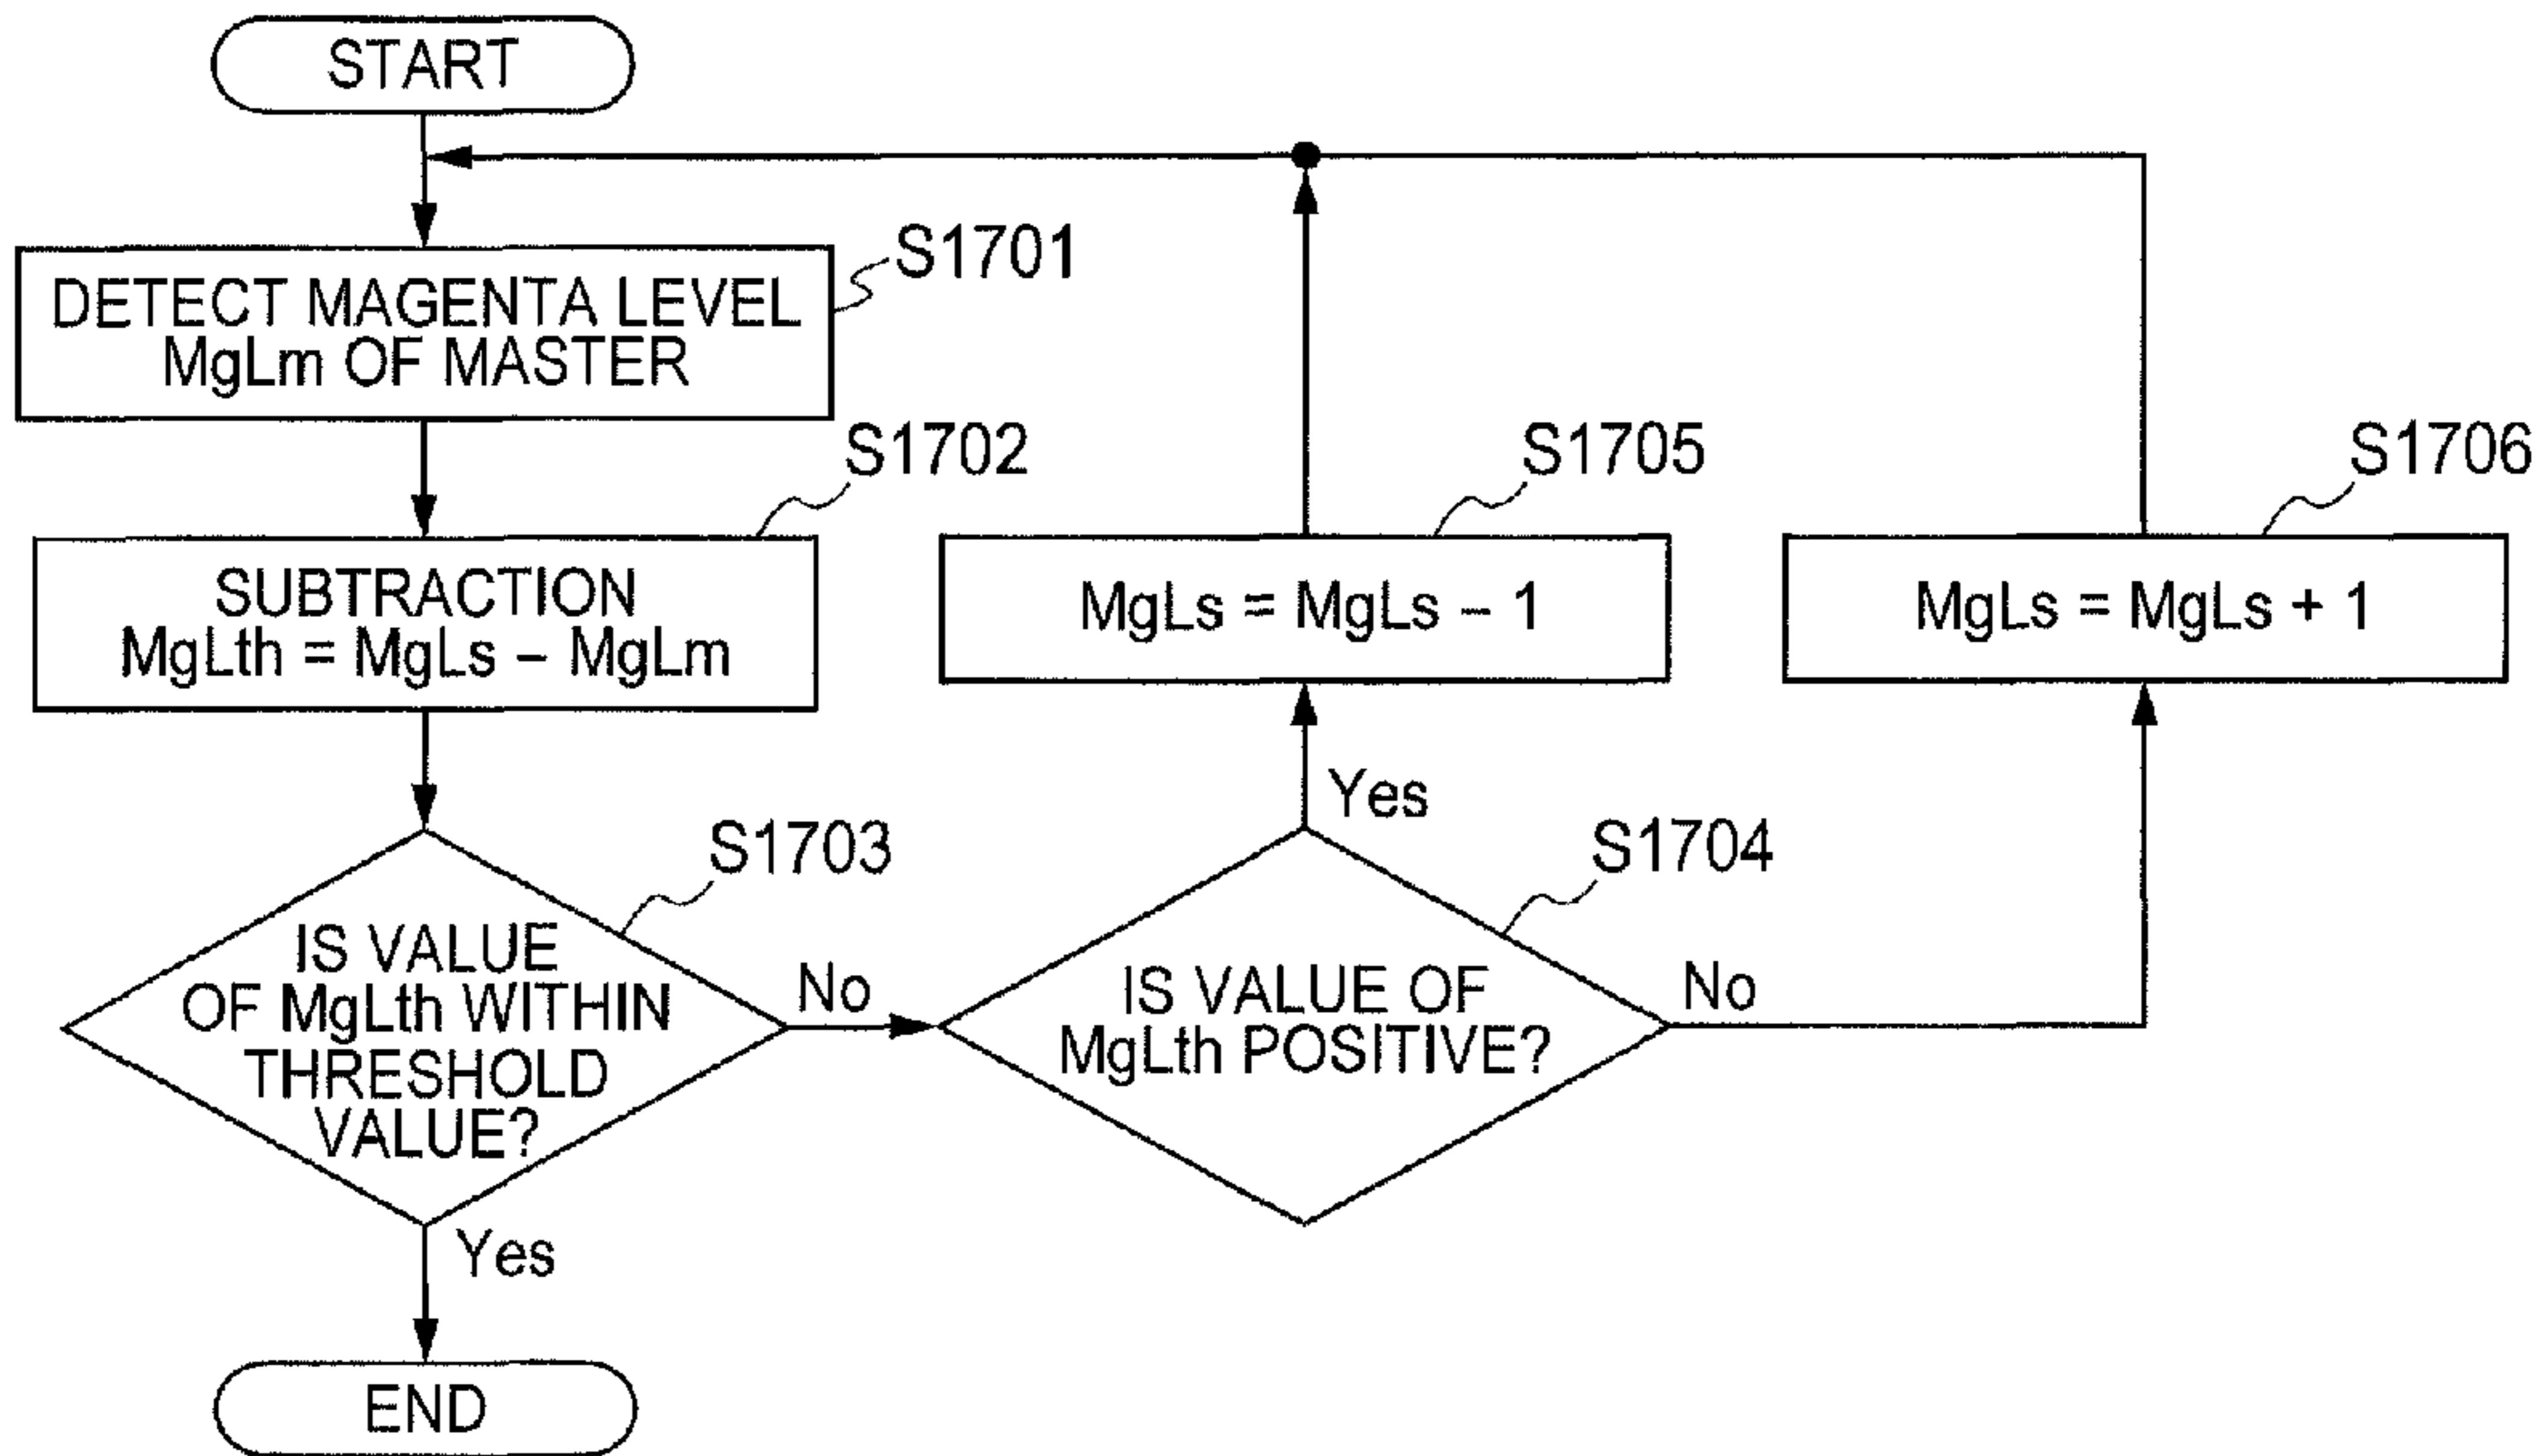 START
S1701
DETECT MAGENTA LEVEL
MgLm OF MASTER
S1702
SUBTRACTION
MgLth = MgLs – MgLm
S1703
IS VALUE
OF MgLth WITHIN
THRESHOLD
VALUE?
No
Yes
END
S1704
IS VALUE OF
MgLth POSITIVE?
Yes
No
S1705
MgLs = MgLs – 1
S1706
MgLs = MgLs + 1